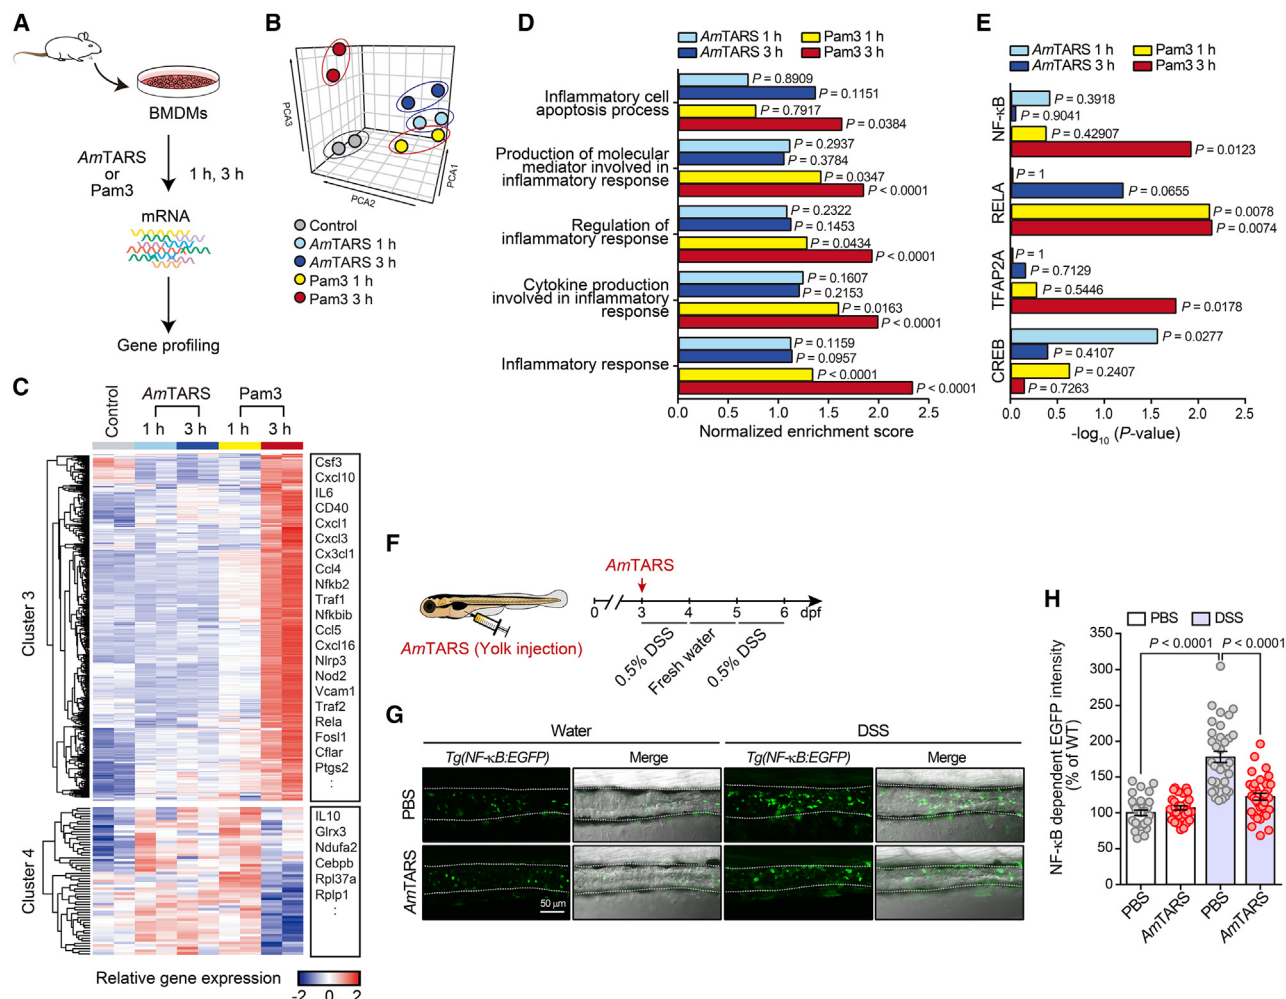 A
BMDMs
AmTARS
or
Pam3
1 h, 3 h
mRNA
Gene profiling
B
PCA3
PCA2
PCA1
Control
AmTARS 1 h
AmTARS 3 h
Pam3 1 h
Pam3 3 h
C
Control
AmTARS
1 h 3 h
Pam3
1 h 3 h
Cluster 3
Csf3
Cxcl10
IL6
CD40
Cxcl1
Cxcl3
Cx3cl1
Ccl4
Nfkb2
Traf1
Nfkbib
Ccl5
Cxcl16
Nlrp3
Nod2
Vcam1
Traf2
Rela
Fosl1
Cflar
Ptgs2
:
Cluster 4
IL10
Glrx3
Ndufa2
Cebpb
Rpl37a
Rplp1
:
Relative gene expression
-2 0 2
D
AmTARS 1 h
Pam3 1 h
AmTARS 3 h
Pam3 3 h
Inflammatory cell
apoptosis process
P = 0.8909
P = 0.1151
P = 0.7917
P = 0.0384
Production of molecular
mediator involved in
inflammatory response
P = 0.2937
P = 0.3784
P = 0.0347
P < 0.0001
Regulation of
inflammatory response
P = 0.2322
P = 0.1453
P = 0.0434
P < 0.0001
Cytokine production
involved in inflammatory
response
P = 0.1607
P = 0.2153
P = 0.0163
P < 0.0001
Inflammatory response
P = 0.1159
P = 0.0957
P < 0.0001
P < 0.0001
0.0 0.5 1.0 1.5 2.0 2.5
Normalized enrichment score
E
AmTARS 1 h
Pam3 1 h
AmTARS 3 h
Pam3 3 h
NF-κB
P = 0.3918
P = 0.9041
P = 0.42907
P = 0.0123
RELA
P = 1
P = 0.0655
P = 0.0078
P = 0.0074
TFAP2A
P = 1
P = 0.7129
P = 0.5446
P = 0.0178
CREB
P = 0.0277
P = 0.4107
P = 0.2407
P = 0.7263
0.0 0.5 1.0 1.5 2.0 2.5
-log10 (P-value)
F
AmTARS (Yolk injection)
AmTARS
0 3 4 5 6 dpf
0.5% DSS
Fresh water
0.5% DSS
G
Water
DSS
Tg(NF-κB:EGFP)
Merge
Tg(NF-κB:EGFP)
Merge
PBS
AmTARS
50 μm
H
PBS
DSS
P < 0.0001
P < 0.0001
NF-κB dependent EGFP intensity
(% of WT)
350
300
250
200
150
100
50
0
PBS
AmTARS
PBS
AmTARS